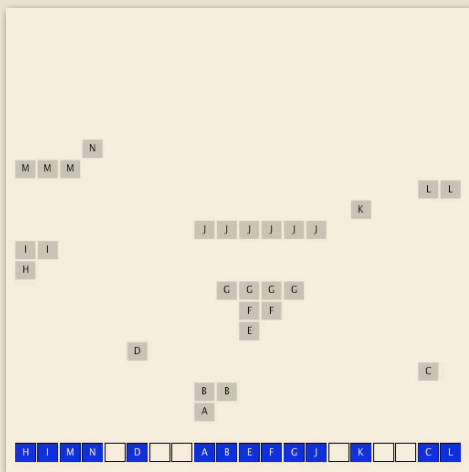 N
M M M
L L
K
J J J J J J
I I
H
G G G G
F F
E
D
C
B B
A
H I M N D A B E F G J K C L